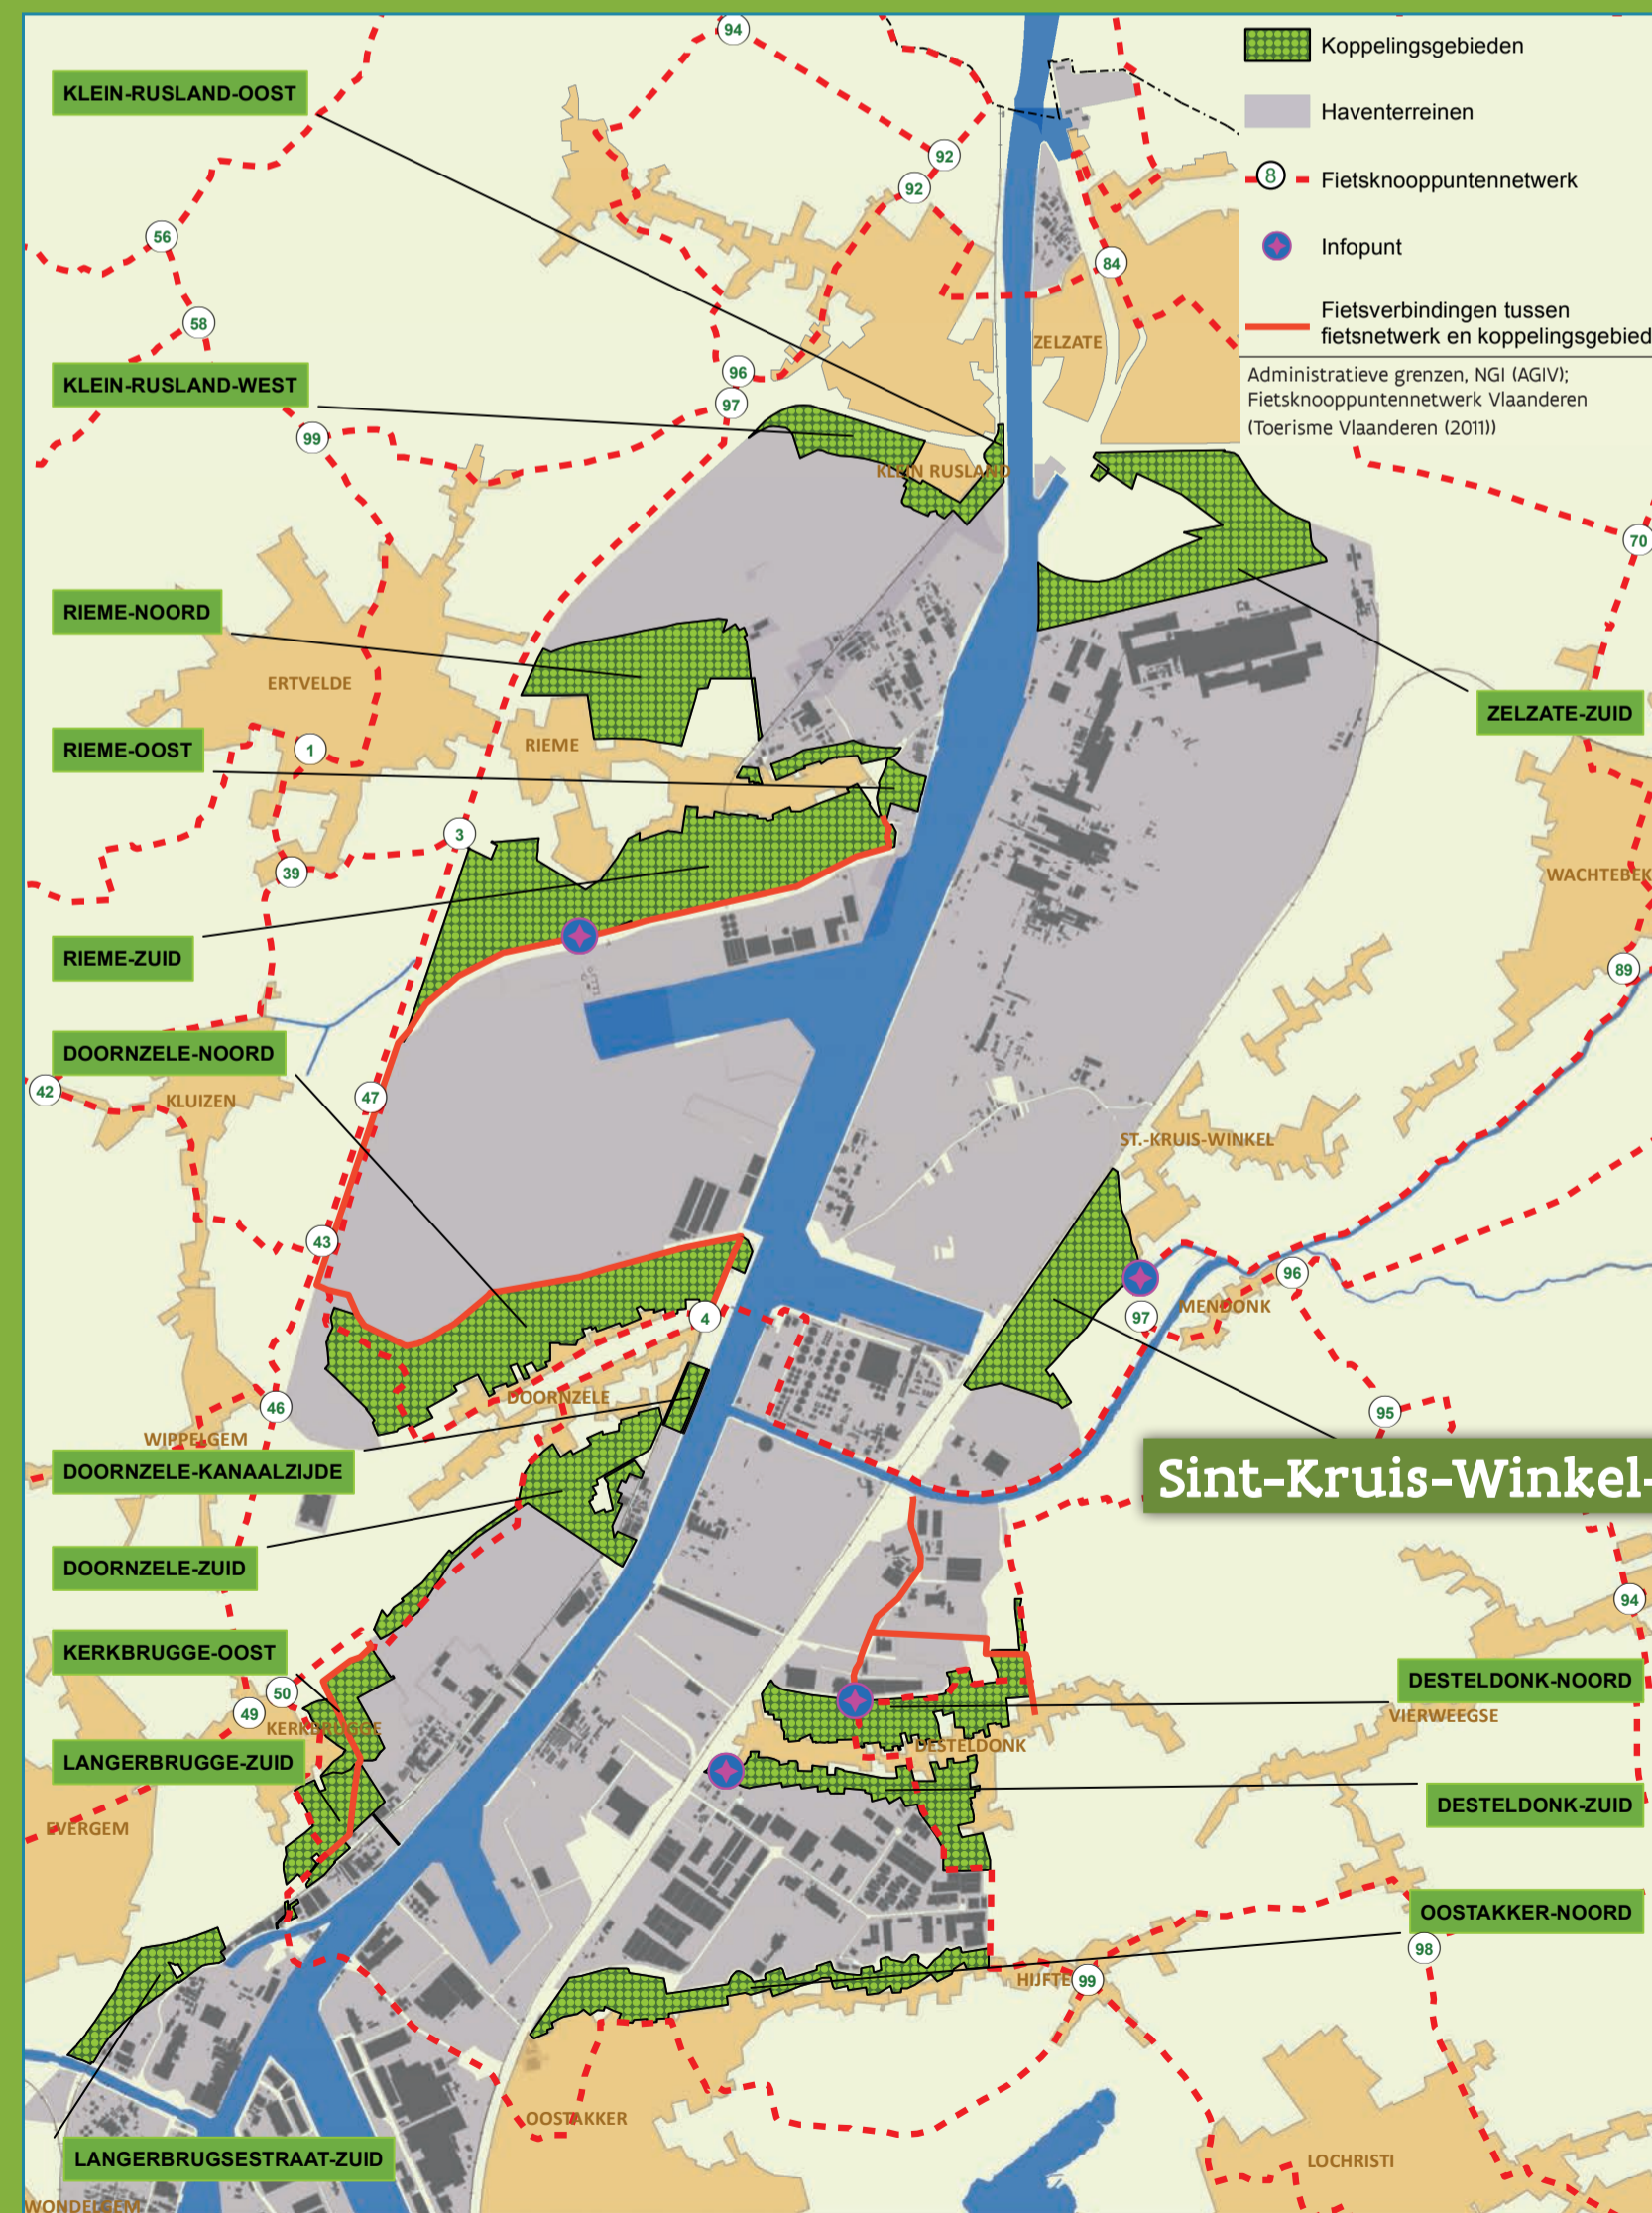 94
Koppelingsgebieden
KLEIN-RUSLAND-OOST
Haventerreinen
92
92
8
Fietsknooppuntennetwerk
56
Infopunt
84
58
Fietsverbindingen tussen
fietsnetwerk en koppelingsgebied
ZELZATE
KLEIN-RUSLAND-WEST
96
97
Administratieve grenzen, NGI (AGIV);
Fietsknooppuntennetwerk Vlaanderen
(Toerisme Vlaanderen (2011))
99
KLEIN RUSLAND
70
RIEME-NOORD
ERTVELDE
ZELZATE-ZUID
RIEME-OOST
1
RIEME
3
39
WACHTEBEK
RIEME-ZUID
89
DOORNZELE-NOORD
42
KLUIZEN
47
ST.-KRUIS-WINKEL
43
96
97
MENDONK
4
DOORNZELE
46
95
WIPPELGEM
DOORNZELE-KANAALZIJDE
Sint-Kruis-Winkel-
DOORNZELE-ZUID
94
KERKBRUGGE-OOST
50
49
KERKBRUGGE
DESTELDONK-NOORD
VIERWEEGSE
DESTELDONK
LANGERBRUGGE-ZUID
DESTELDONK-ZUID
EVERGEM
OOSTAKKER-NOORD
98
HIJFTE
99
OOSTAKKER
LANGERBRUGSESTRAAT-ZUID
LOCHRISTI
WONDELGEM